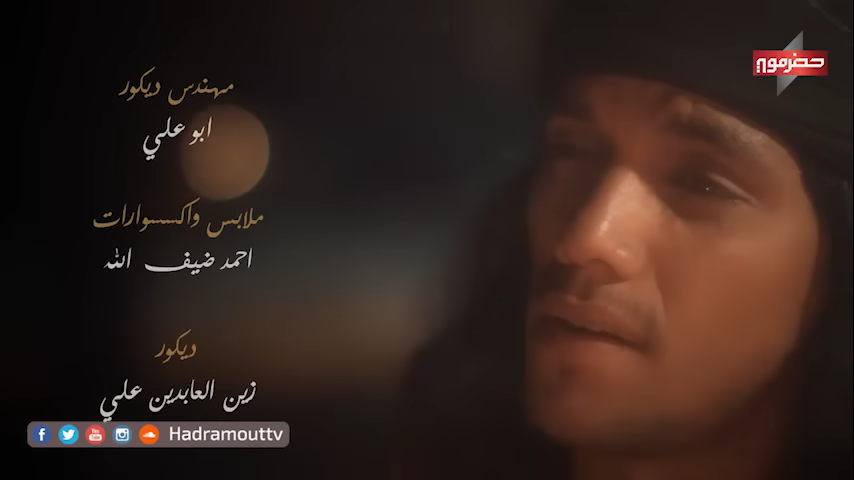 حضرموت
مهندس ديكور
ابو علي
ملابس واكسسوارات
احمد ضيف الله
ديكور
زين العابدين علي
Hadramouttv